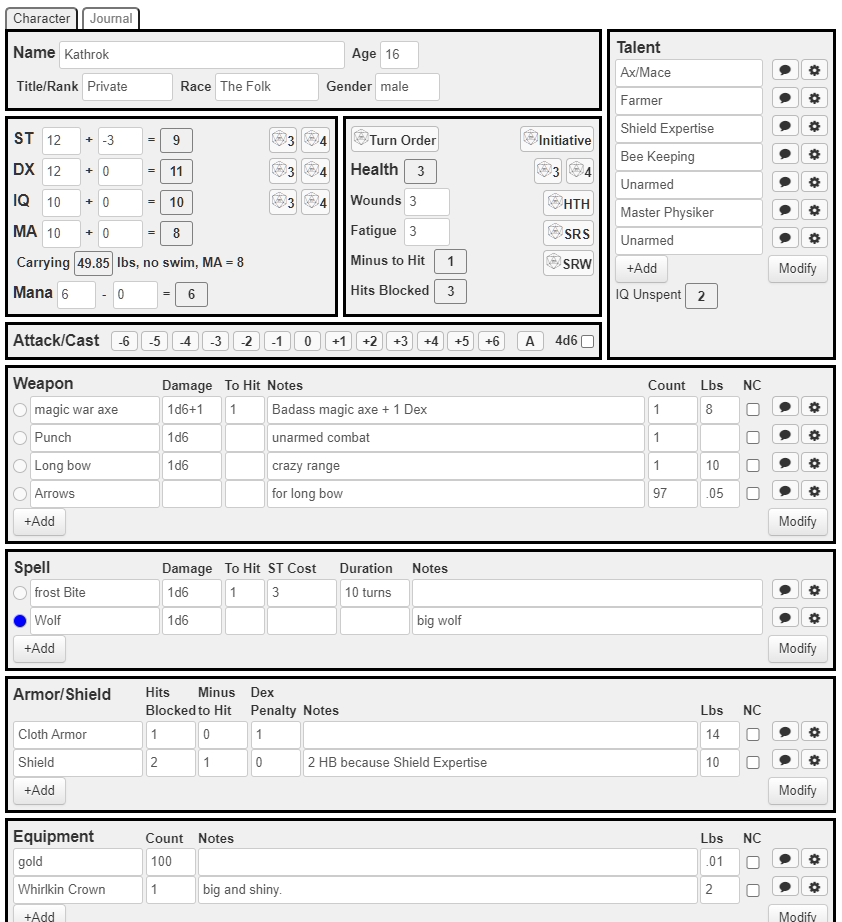 Character Journal
Name Kathrok Age 16
Title/Rank Private Race The Folk Gender male
Talent
Ax/Mace
Farmer
Shield Expertise
Bee Keeping
Unarmed
Master Physiker
Unarmed
+Add Modify
IQ Unspent 2
ST 12 + -3 = 9 3 4
DX 12 + 0 = 11 3 4
IQ 10 + 0 = 10 3 4
MA 10 + 0 = 8
Carrying 49.85 lbs, no swim, MA = 8
Mana 6 - 0 = 6
Turn Order Initiative
Health 3 3 4
Wounds 3 HTH
Fatigue 3 SRS
Minus to Hit 1 SRW
Hits Blocked 3
Attack/Cast -6 -5 -4 -3 -2 -1 0 +1 +2 +3 +4 +5 +6 A 4d6
Weapon Damage To Hit Notes Count Lbs NC
magic war axe 1d6+1 1 Badass magic axe + 1 Dex 1 8
Punch 1d6 unarmed combat 1
Long bow 1d6 crazy range 1 10
Arrows for long bow 97 .05
+Add Modify
Spell Damage To Hit ST Cost Duration Notes
frost Bite 1d6 1 3 10 turns
Wolf 1d6 big wolf
+Add Modify
Armor/Shield Hits Blocked Minus to Hit Dex Penalty Notes Lbs NC
Cloth Armor 1 0 1 14
Shield 2 1 0 2 HB because Shield Expertise 10
+Add Modify
Equipment Count Notes Lbs NC
gold 100 .01
Whirlkin Crown 1 big and shiny. 2
+Add Modify